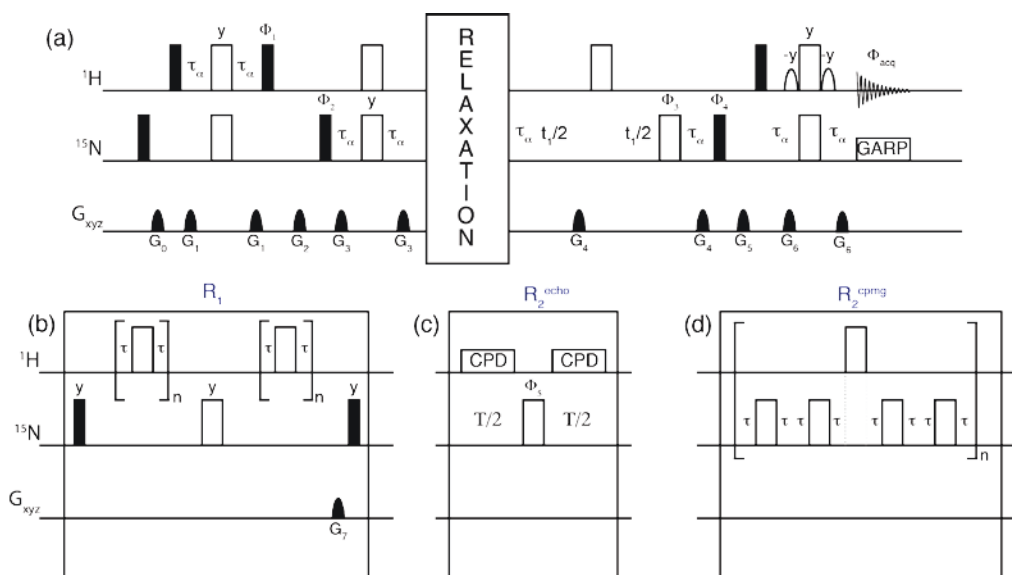 (a)
y
Φ1
τα
τα
1H
-y
y
-y
Φacq
Φ2
y
τα
τα
RELAXATION
τα t1/2
t1/2
Φ3
τα
Φ4
τα
τα
15N
GARP
Gxyz
G0
G1
G1
G2
G3
G3
G4
G4
G5
G6
G6
R1
R2echo
R2cpmg
(b)
(c)
(d)
1H
τ
τ
n
τ
τ
n
CPD
CPD
y
y
y
Φs
15N
T/2
T/2
τ
τ
τ
τ
τ
τ
τ
τ
n
Gxyz
G7